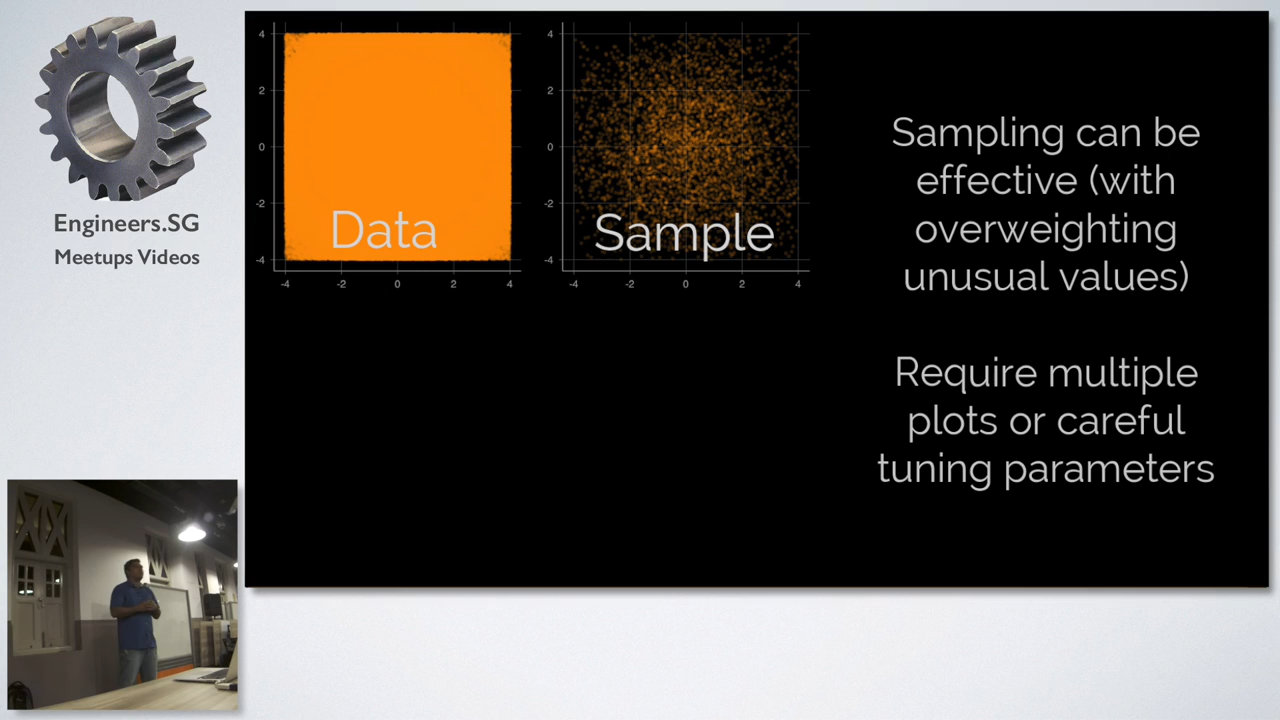 Engineers.SG
Meetups Videos
4
2
0
-2
-4
-4
-2
0
2
4
Data
4
2
0
-2
-4
-4
-2
0
2
4
Sample
Sampling can be
effective (with
overweighting
unusual values)
Require multiple
plots or careful
tuning parameters